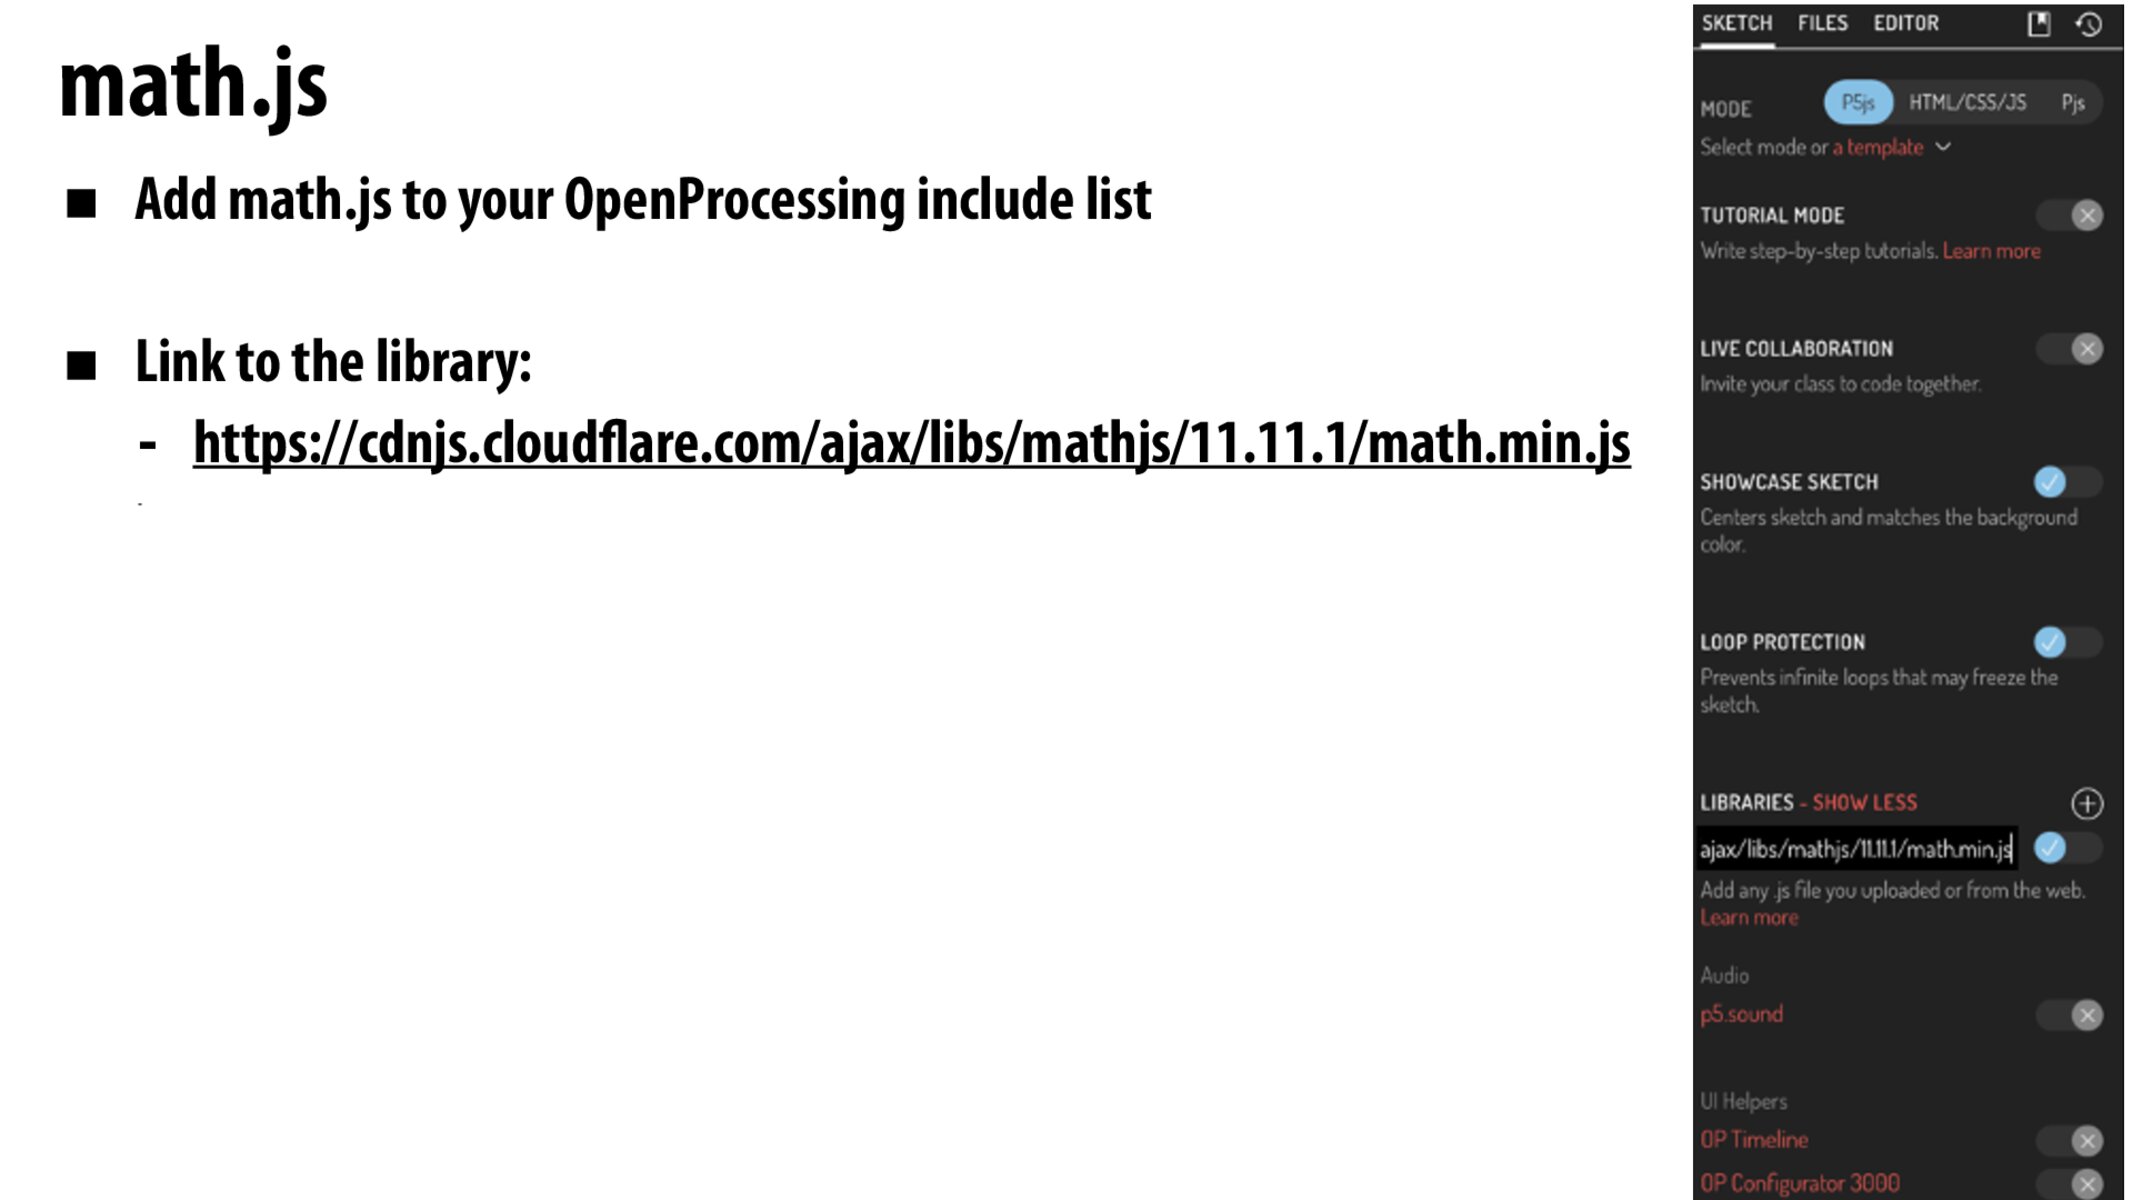 math.js
■ Add math.js to your OpenProcessing include list
■ Link to the library:
- https://cdnjs.cloudflare.com/ajax/libs/mathjs/11.11.1/math.min.js
-
SKETCH FILES EDITOR
MODE P5js HTML/CSS/JS Pjs
Select mode or a template
TUTORIAL MODE
Write step-by-step tutorials. Learn more
LIVE COLLABORATION
Invite your class to code together.
SHOWCASE SKETCH
Centers sketch and matches the background
color.
LOOP PROTECTION
Prevents infinite loops that may freeze the
sketch.
LIBRARIES - SHOW LESS
ajax/libs/mathjs/11.11.1/math.min.js
Add any .js file you uploaded or from the web.
Learn more
Audio
p5.sound
UI Helpers
OP Timeline
OP Configurator 3000